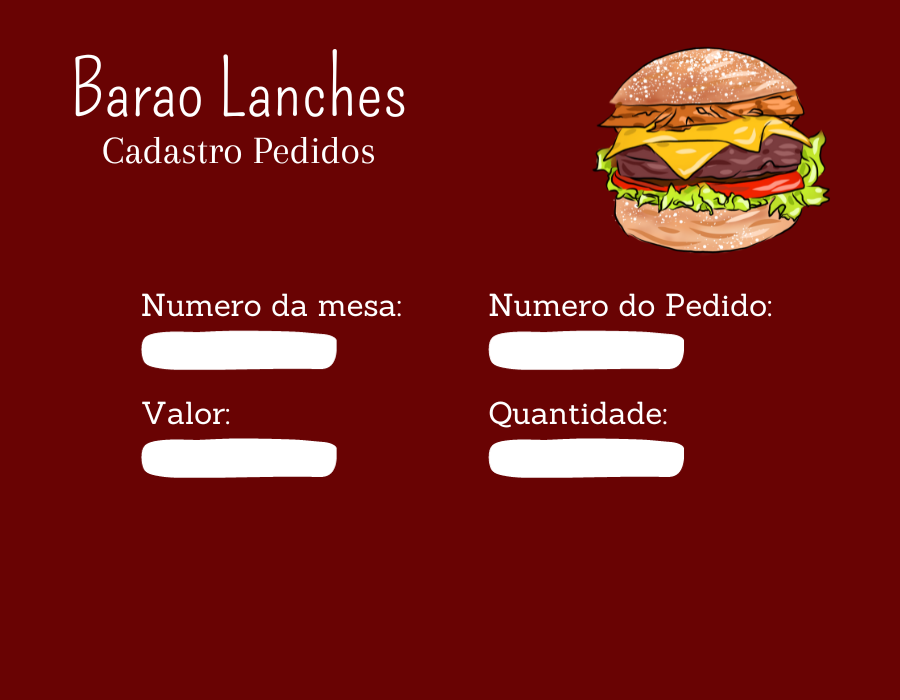 Barao Lanches
Cadastro Pedidos
Numero da mesa:
Numero do Pedido:
Valor:
Quantidade: